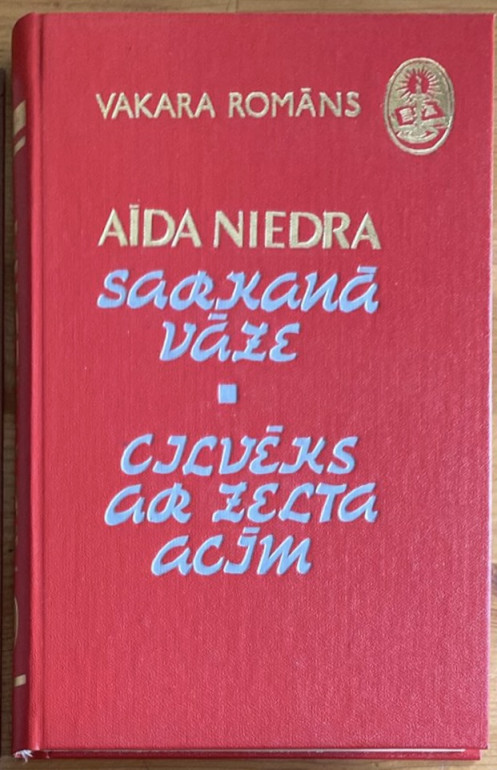 VAKARA ROMĀNS
AĪDA NIEDRA
SARKANĀ
VĀZE
CILVĒKS
AR ZELTA
ACĪM